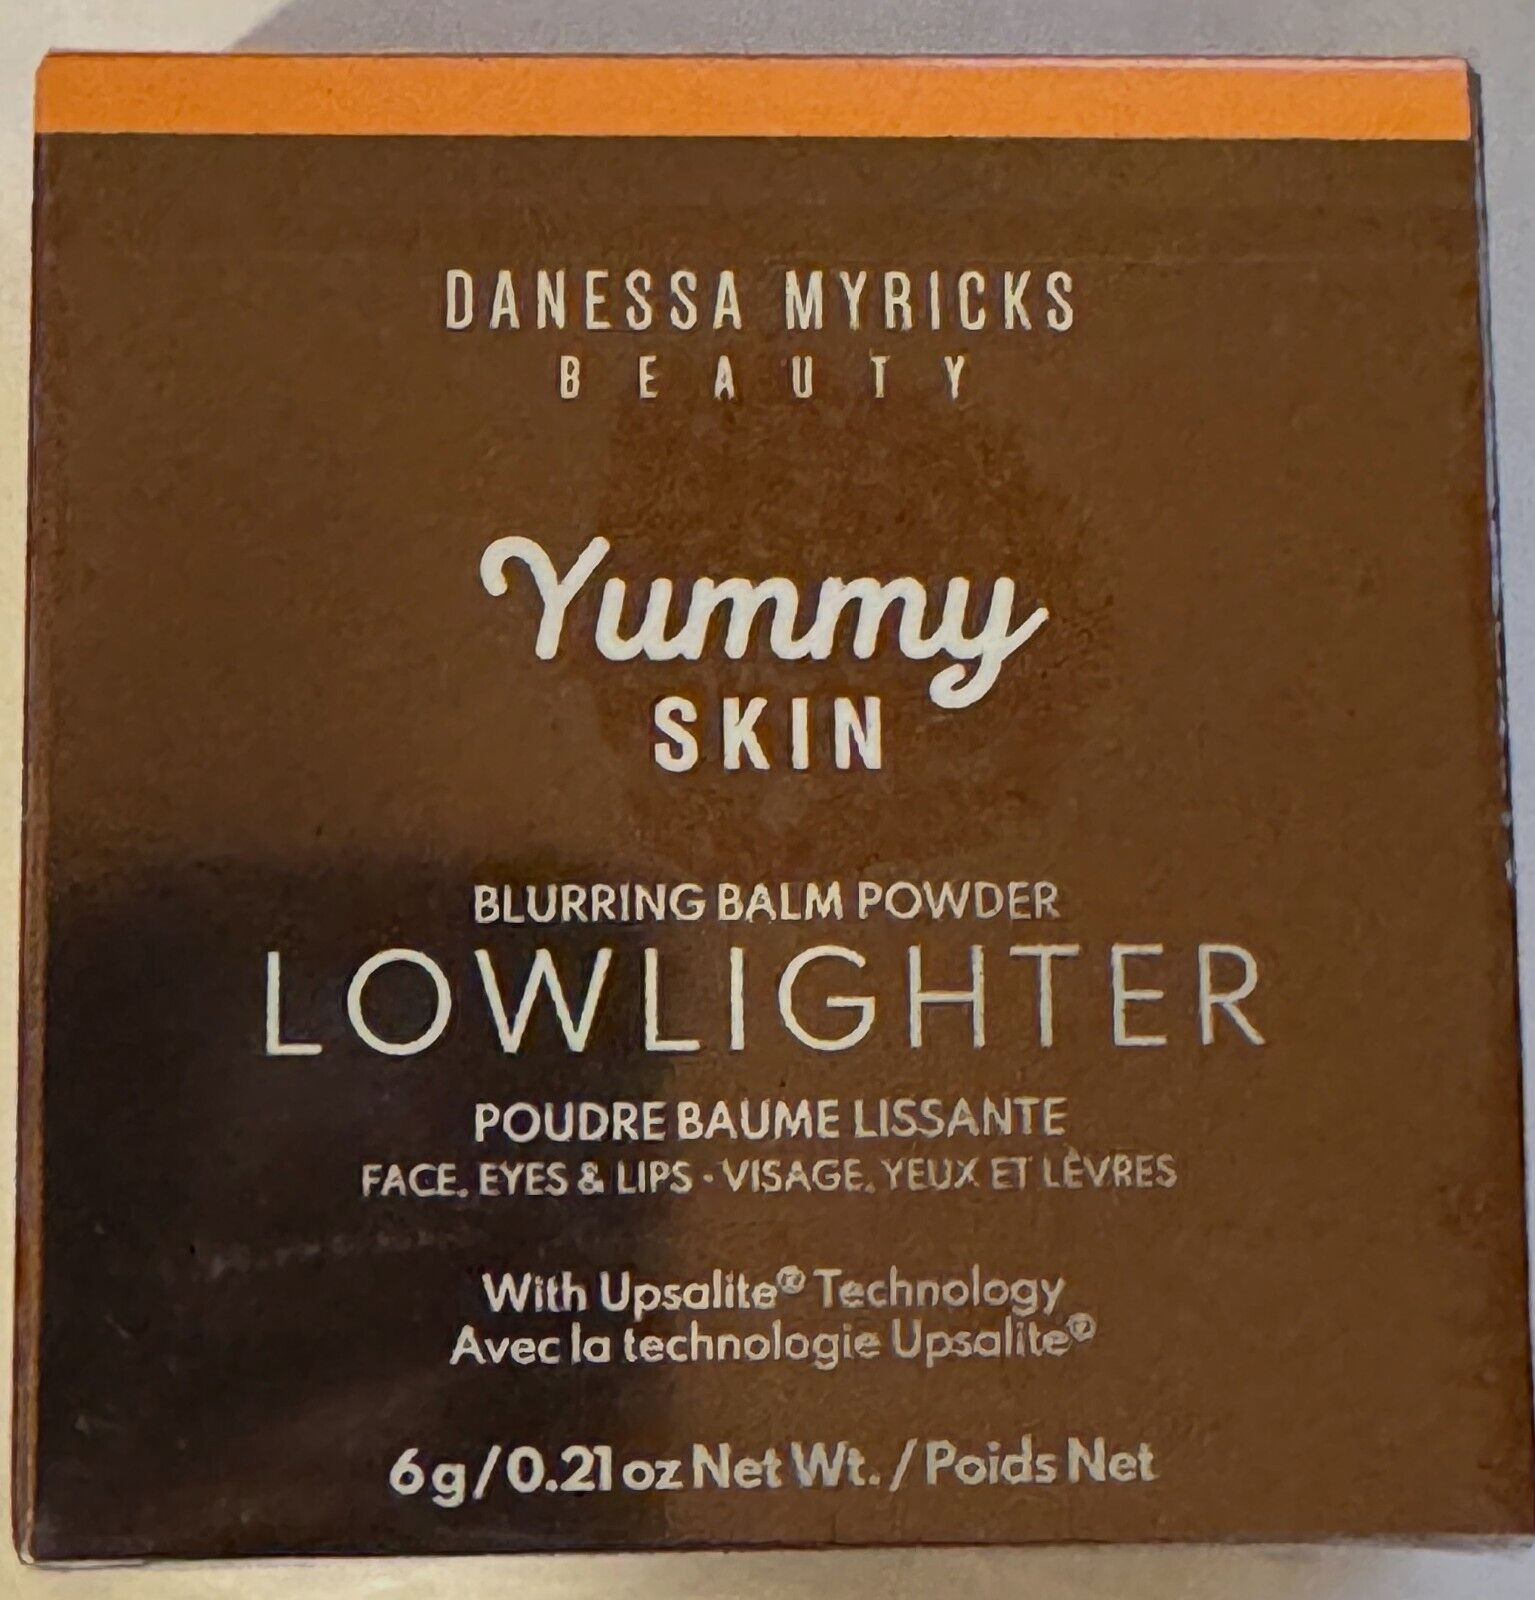 DANESSA MYRICKS
BEAUTY
Yummy
SKIN
BLURRING BALM POWDER
LOWLIGHTER
POUDRE BAUME LISSANTE
FACE, EYES & LIPS • VISAGE, YEUX ET LÈVRES
With Upsalite® Technology
Avec la technologie Upsalite®
6g/0.21 oz Net Wt. / Poids Net